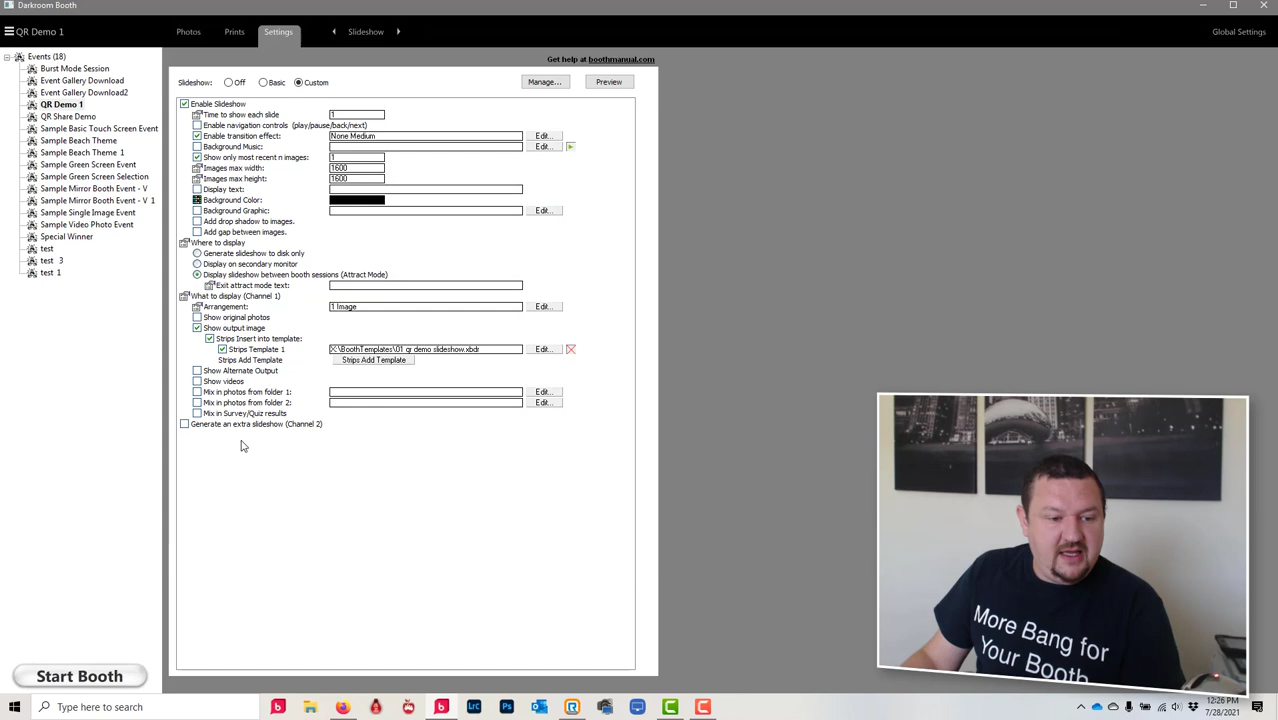 Darkroom Booth
QR Demo 1
Photos Prints Settings Slideshow Global Settings
Get help at boothmanual.com
Events (18)
Burst Mode Session
Event Gallery Download
Event Gallery Download2
QR Demo 1
QR Share Demo
Sample Basic Touch Screen Event
Sample Beach Theme
Sample Beach Theme 1
Sample Green Screen Event
Sample Green Screen Selection
Sample Mirror Booth Event - V
Sample Mirror Booth Event - V 1
Sample Single Image Event
Sample Video Photo Event
Special Winner
test
test 3
test 1
Slideshow: Off Basic Custom Manage... Preview
Enable Slideshow
Time to show each slide 1
Enable navigation controls (play/pause/back/next)
Enable transition effect: None Medium Edit...
Background Music: Edit...
Show only most recent n images: 1
Images max width: 1600
Images max height: 1600
Display text:
Background Color:
Background Graphic: Edit...
Add drop shadow to images.
Add gap between images.
Where to display
Generate slideshow to disk only
Display on secondary monitor
Display slideshow between booth sessions (Attract Mode)
Exit attract mode text:
What to display (Channel 1)
Arrangement: 1 Image Edit...
Show original photos
Show output image
Strips Insert into template:
Strips Template 1 X:\BoothTemplates\01 qr demo slideshow.xbdr Edit...
Strips Add Template Strips Add Template
Show Alternate Output
Show videos
Mix in photos from folder 1: Edit...
Mix in photos from folder 2: Edit...
Mix in Survey/Quiz results
Generate an extra slideshow (Channel 2)
More Bang for
Your Booth
Start Booth
Type here to search
Lrc Ps
12:26 PM
7/28/2021